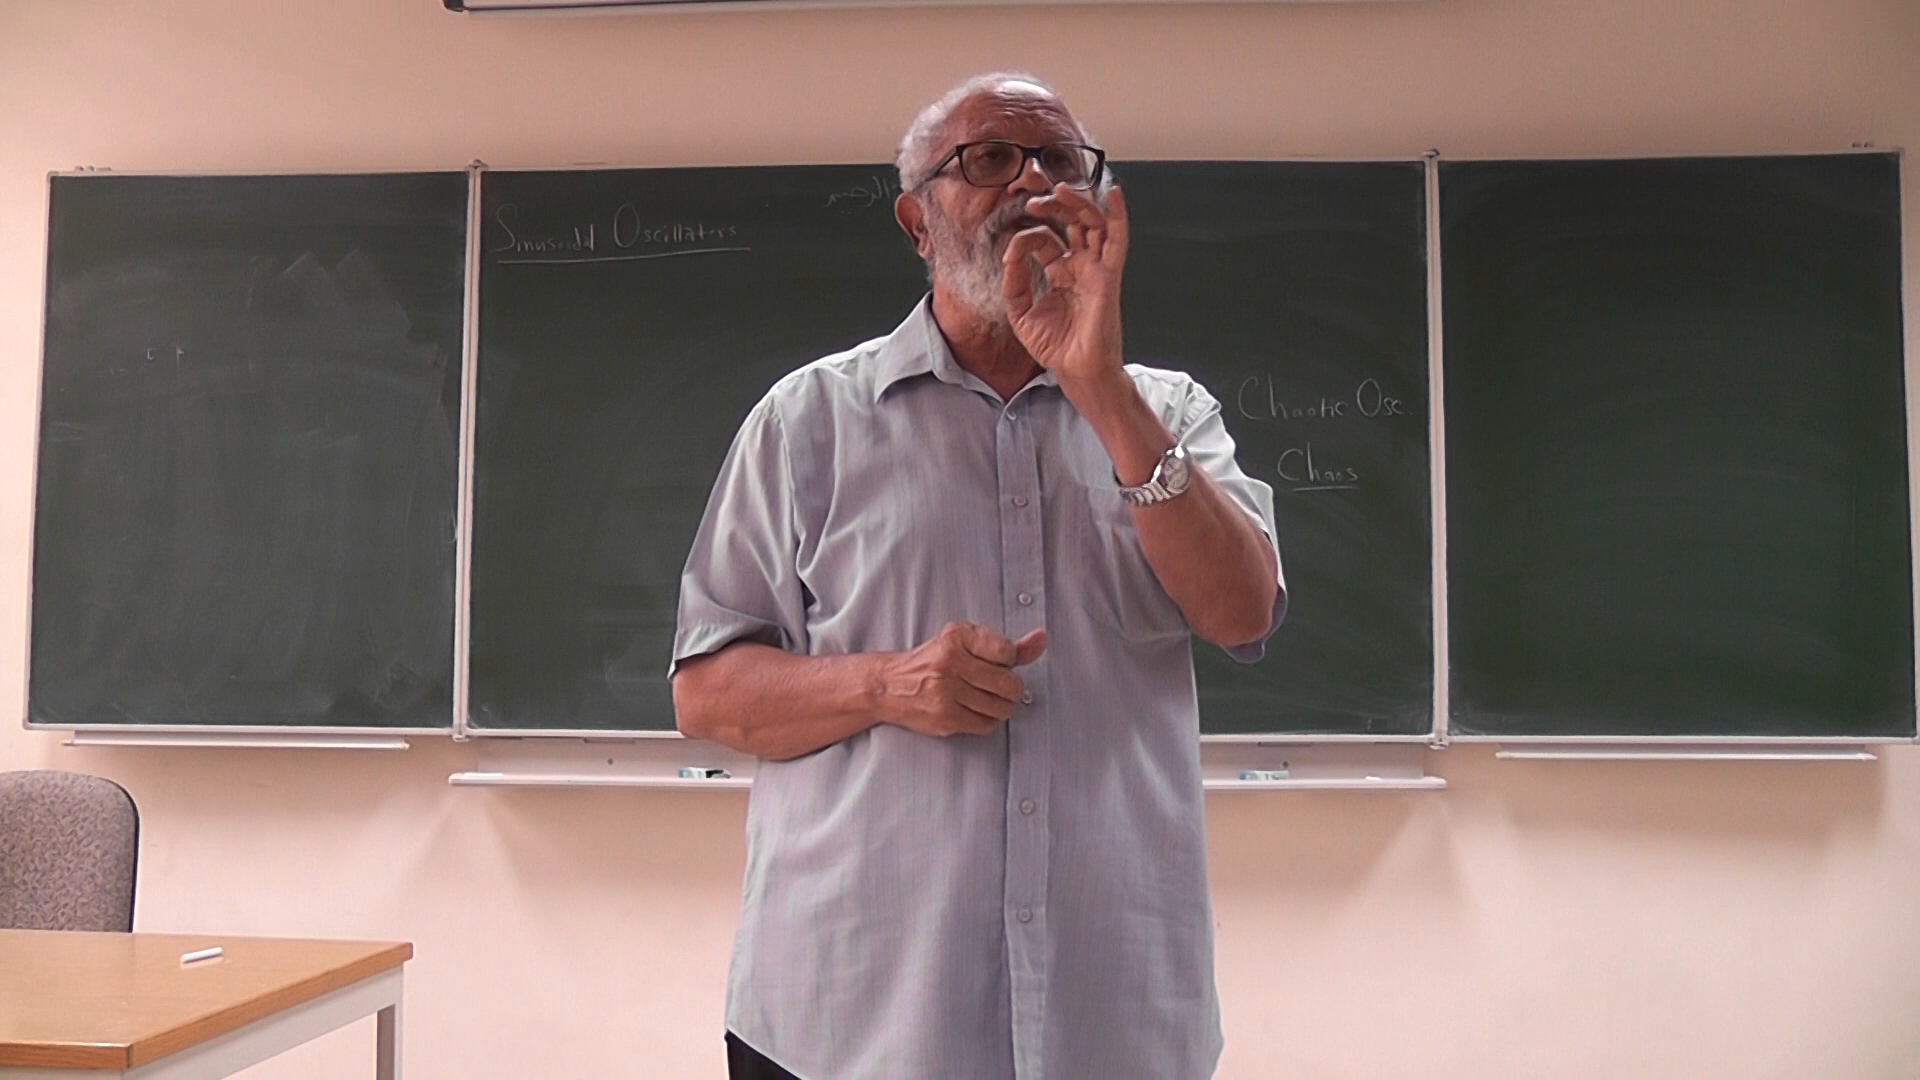 الرحيم
Sinusoidal Oscillators
Chaotic Osc.
Chaos